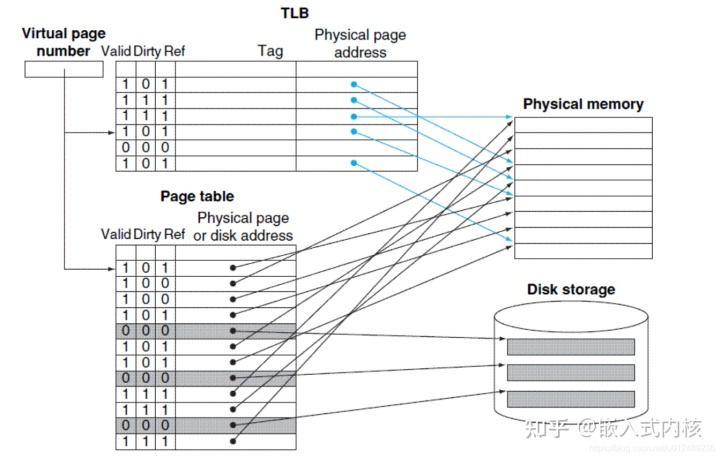 TLB
Virtual page
number
Valid Dirty Ref
Tag
Physical page
address
1 0 1
1 1 1
1 1 1
1 0 1
0 0 0
1 0 1
Physical memory
Page table
Valid Dirty Ref
Physical page
or disk address
1 0 1
1 0 0
1 0 0
1 0 1
0 0 0
1 0 1
1 0 1
0 0 0
1 1 1
1 1 1
0 0 0
1 1 1
Disk storage
知乎 @嵌入式内核